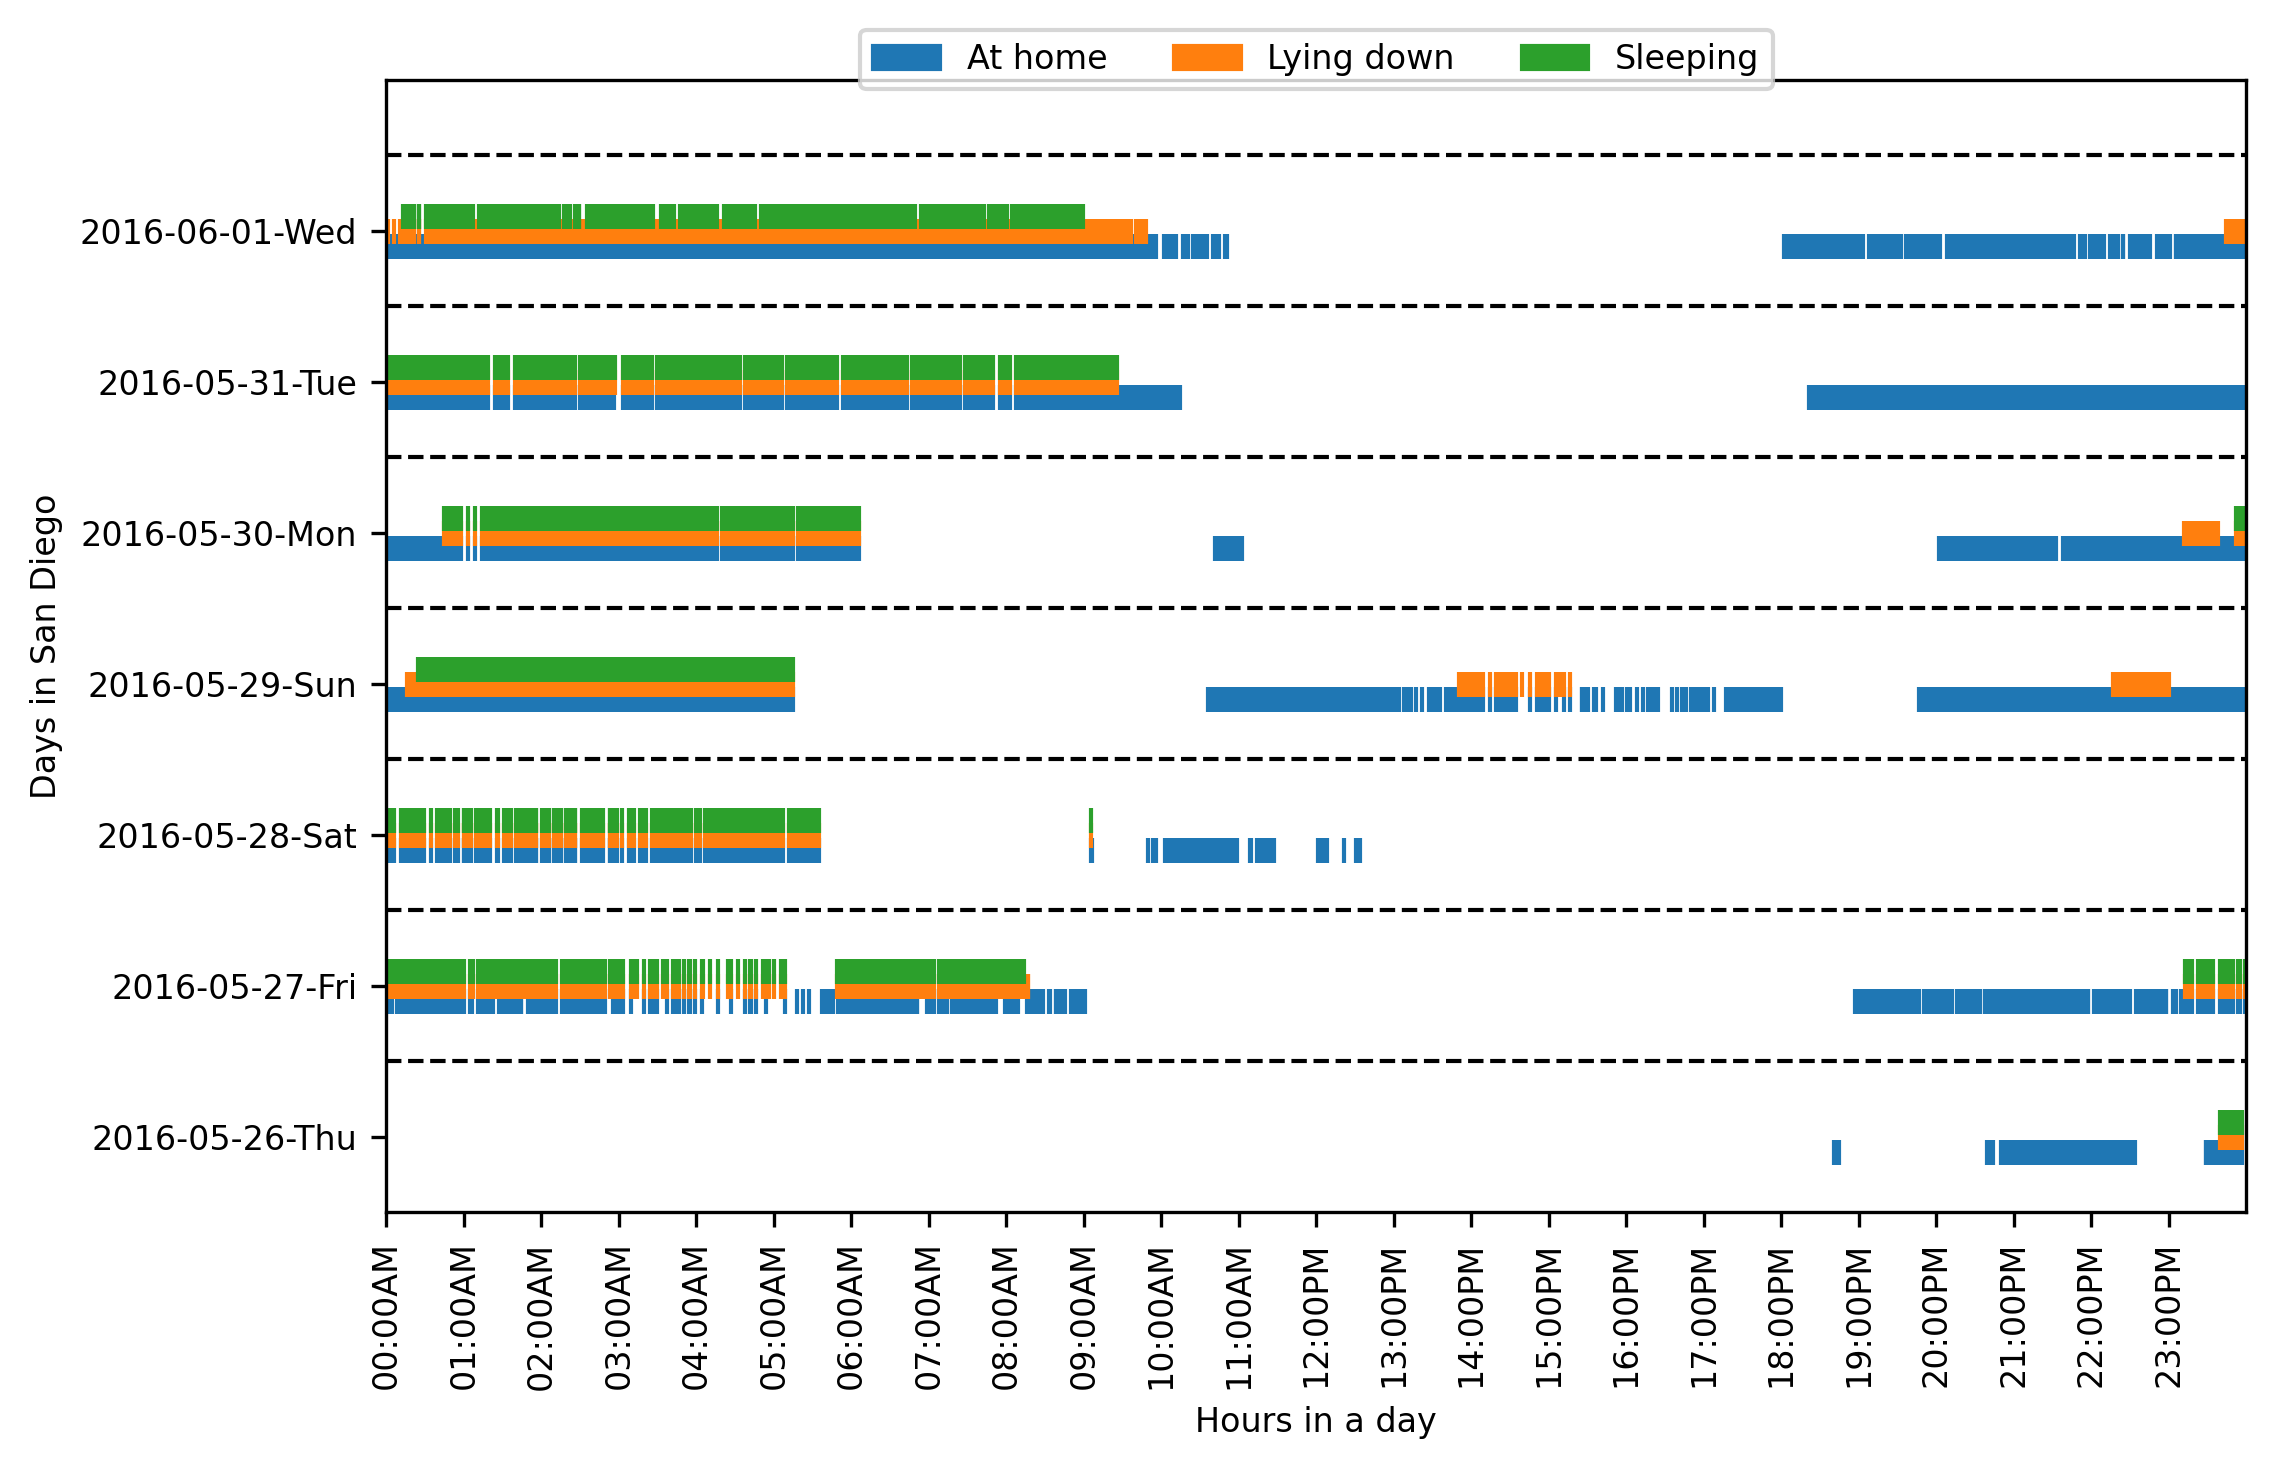 At home Lying down Sleeping
2016-06-01-Wed
2016-05-31-Tue
2016-05-30-Mon
2016-05-29-Sun
2016-05-28-Sat
2016-05-27-Fri
2016-05-26-Thu
Days in San Diego
00:00AM 01:00AM 02:00AM 03:00AM 04:00AM 05:00AM 06:00AM 07:00AM 08:00AM 09:00AM 10:00AM 11:00AM 12:00PM 13:00PM 14:00PM 15:00PM 16:00PM 17:00PM 18:00PM 19:00PM 20:00PM 21:00PM 22:00PM 23:00PM
Hours in a day